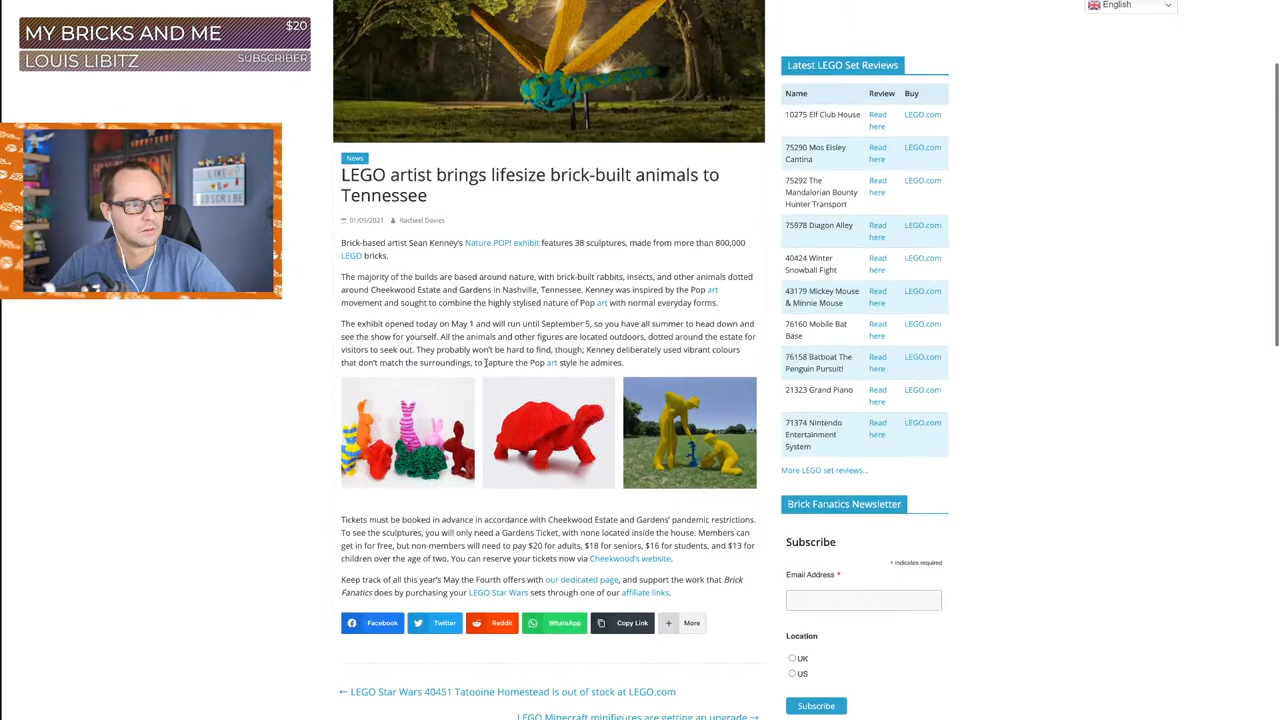 MY BRICKS AND ME
$20
LOUIS LIBITZ
SUBSCRIBER
English
News
LEGO artist brings lifesize brick-built animals to
Tennessee
01/05/2021 Rachael Davies
Brick-based artist Sean Kenney's Nature POP! exhibit features 38 sculptures, made from more than 800,000
LEGO bricks.
The majority of the builds are based around nature, with brick-built rabbits, insects, and other animals dotted
around Cheekwood Estate and Gardens in Nashville, Tennessee. Kenney was inspired by the Pop art
movement and sought to combine the highly stylised nature of Pop art with normal everyday forms.
The exhibit opened today on May 1 and will run until September 5, so you have all summer to head down and
see the show for yourself. All the animals and other figures are located outdoors, dotted around the estate for
visitors to seek out. They probably won't be hard to find, though; Kenney deliberately used vibrant colours
that don't match the surroundings, to capture the Pop art style he admires.
Tickets must be booked in advance in accordance with Cheekwood Estate and Gardens' pandemic restrictions.
To see the sculptures, you will only need a Gardens Ticket, with none located inside the house. Members can
get in for free, but non-members will need to pay $20 for adults, $18 for seniors, $16 for students, and $13 for
children over the age of two. You can reserve your tickets now via Cheekwood's website.
Keep track of all this year's May the Fourth offers with our dedicated page, and support the work that Brick
Fanatics does by purchasing your LEGO Star Wars sets through one of our affiliate links.
Facebook Twitter Reddit WhatsApp Copy Link More
← LEGO Star Wars 40451 Tatooine Homestead is out of stock at LEGO.com
LEGO Minecraft minifigures are getting an upgrade →
Latest LEGO Set Reviews
Name Review Buy
10275 Elf Club House Read here LEGO.com
75290 Mos Eisley Cantina Read here LEGO.com
75292 The Mandalorian Bounty Hunter Transport Read here LEGO.com
75978 Diagon Alley Read here LEGO.com
40424 Winter Snowball Fight Read here LEGO.com
43179 Mickey Mouse & Minnie Mouse Read here LEGO.com
76160 Mobile Bat Base Read here LEGO.com
76158 Batboat The Penguin Pursuit! Read here LEGO.com
21323 Grand Piano Read here LEGO.com
71374 Nintendo Entertainment System Read here LEGO.com
More LEGO set reviews...
Brick Fanatics Newsletter
Subscribe
* indicates required
Email Address *
Location
UK
US
Subscribe